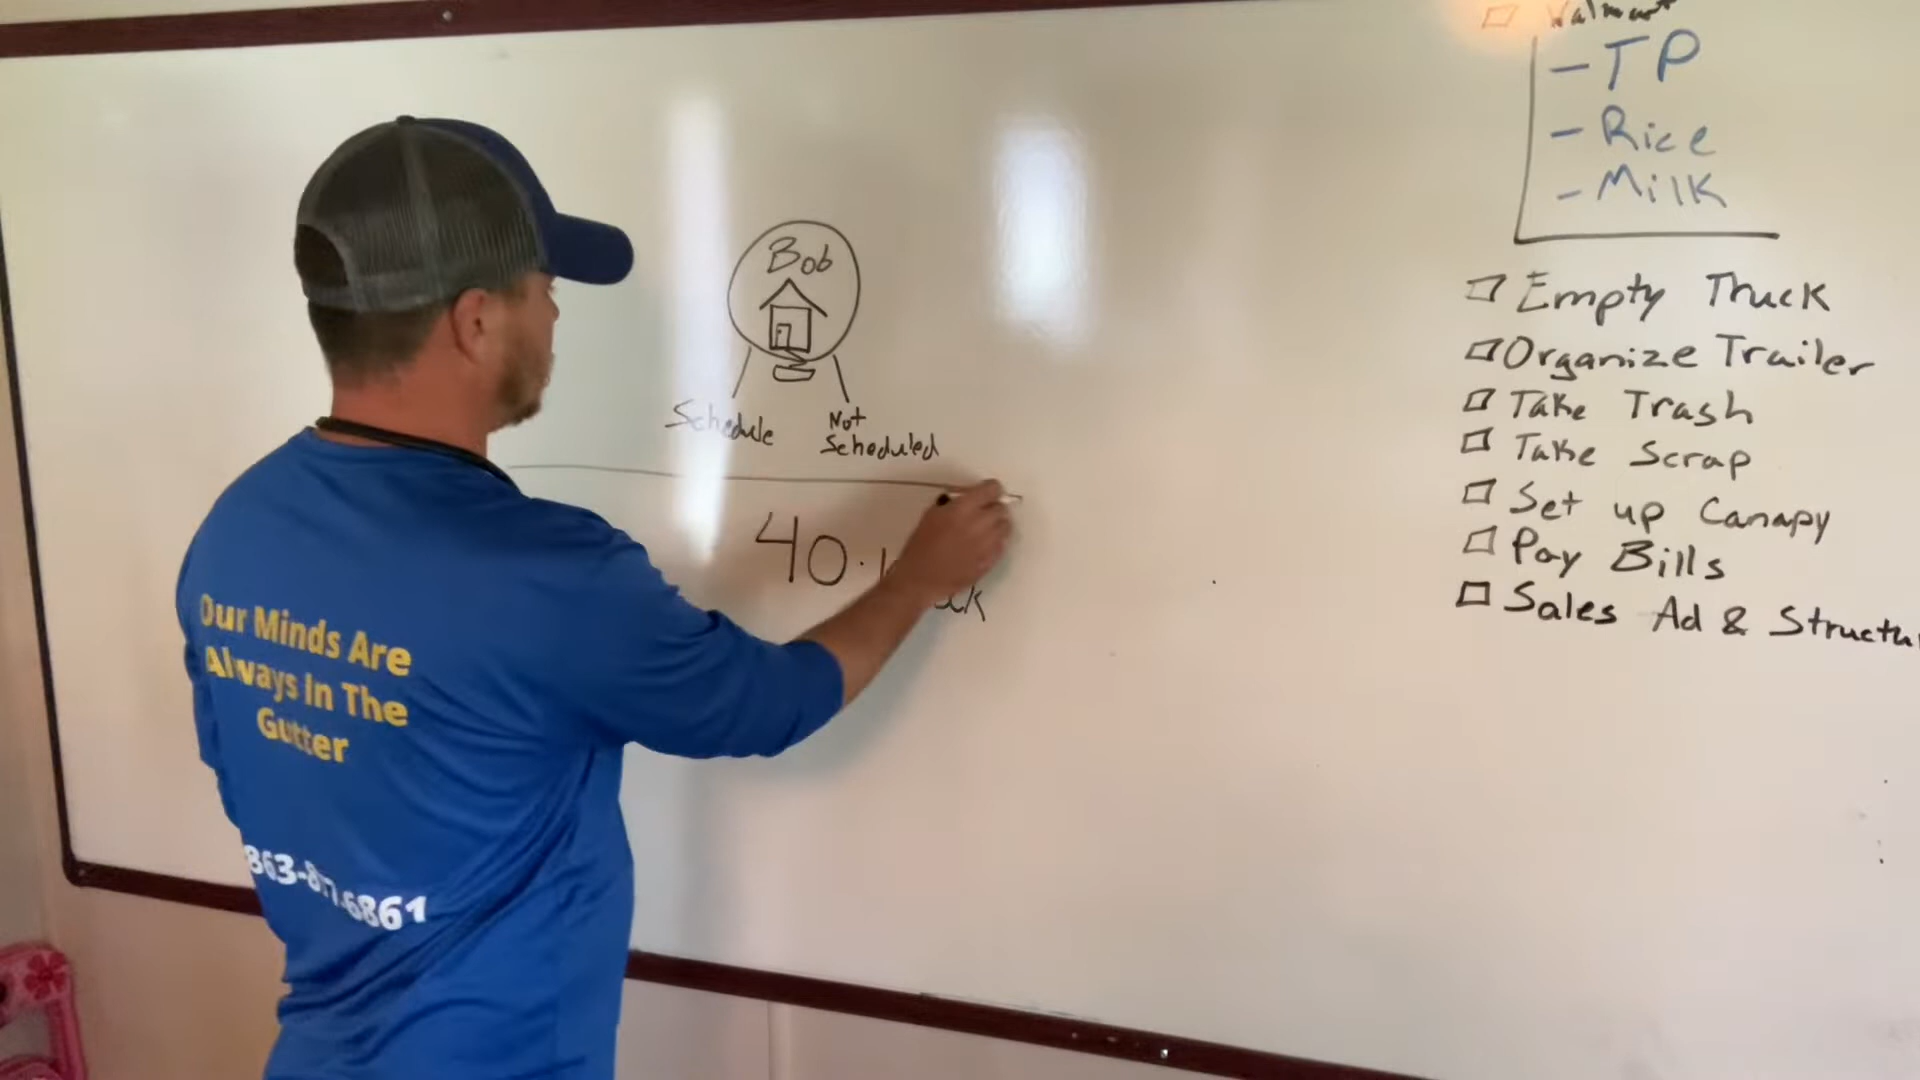 Walmart
- TP
- Rice
- Milk
Empty Truck
Organize Trailer
Take Trash
Take Scrap
Set up Canapy
Pay Bills
Sales Ad &
Bob
Schedule
Not
Scheduled
40.
Our Minds Are
Always In The
Gutter